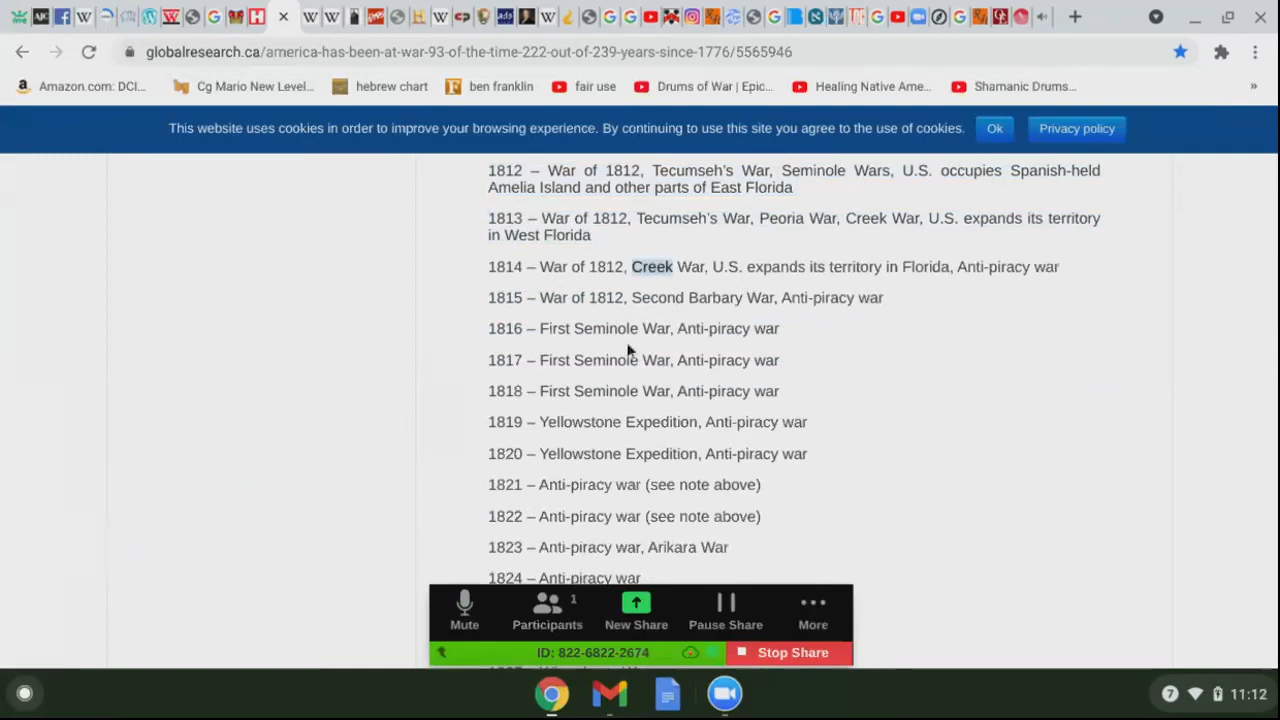 globalresearch.ca/america-has-been-at-war-93-of-the-time-222-out-of-239-years-since-1776/5565946
Amazon.com: DCI... Cg Mario New Level... hebrew chart ben franklin fair use Drums of War | Epic... Healing Native Ame... Shamanic Drums... »
This website uses cookies in order to improve your browsing experience. By continuing to use this site you agree to the use of cookies. Ok Privacy policy
1812 – War of 1812, Tecumseh's War, Seminole Wars, U.S. occupies Spanish-held
Amelia Island and other parts of East Florida
1813 – War of 1812, Tecumseh's War, Peoria War, Creek War, U.S. expands its territory
in West Florida
1814 – War of 1812, Creek War, U.S. expands its territory in Florida, Anti-piracy war
1815 – War of 1812, Second Barbary War, Anti-piracy war
1816 – First Seminole War, Anti-piracy war
1817 – First Seminole War, Anti-piracy war
1818 – First Seminole War, Anti-piracy war
1819 – Yellowstone Expedition, Anti-piracy war
1820 – Yellowstone Expedition, Anti-piracy war
1821 – Anti-piracy war (see note above)
1822 – Anti-piracy war (see note above)
1823 – Anti-piracy war, Arikara War
1824 – Anti-piracy war
1
Mute Participants New Share Pause Share More
ID: 822-6822-2674 Stop Share
7 11:12